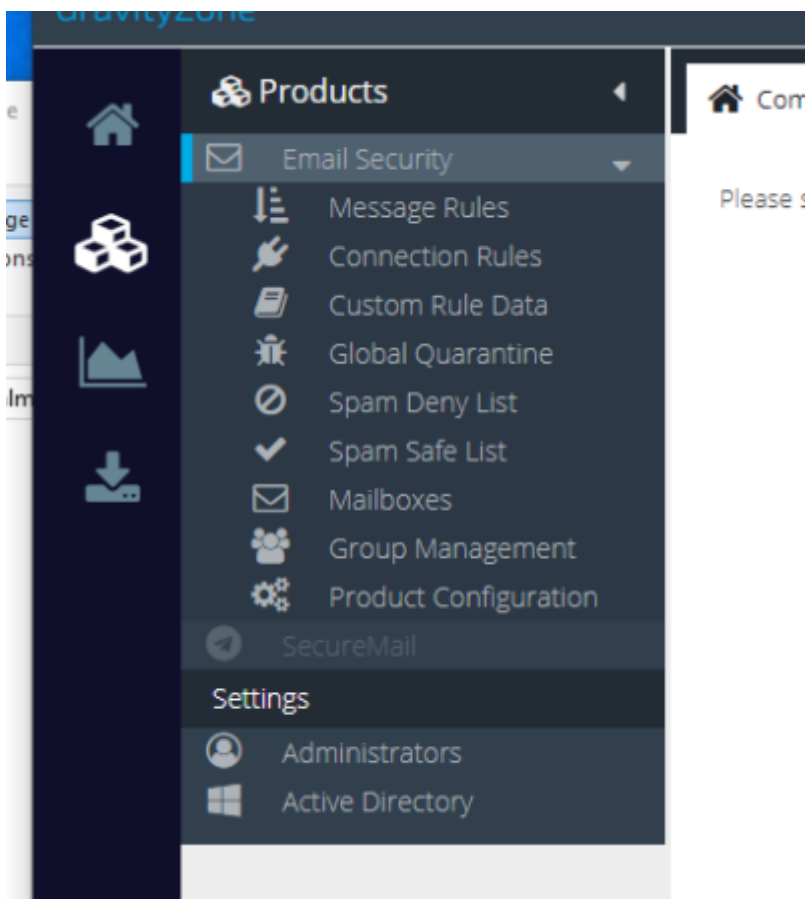 GravityZone
Products
Com
Email Security
Please s
Message Rules
Connection Rules
Custom Rule Data
Global Quarantine
Spam Deny List
Spam Safe List
Mailboxes
Group Management
Product Configuration
SecureMail
Settings
Administrators
Active Directory